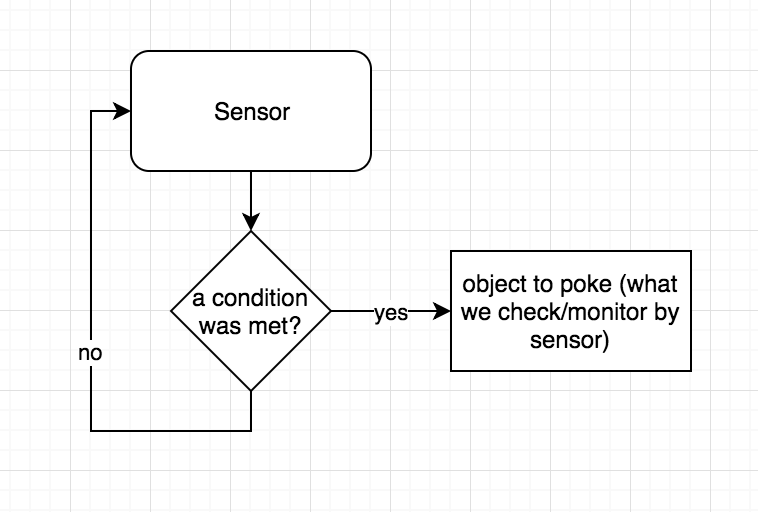 Sensor
a condition
was met?
yes
object to poke (what
we check/monitor by
sensor)
no